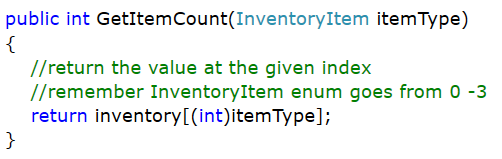 public int GetItemCount(InventoryItem itemType)
{
//return the value at the given index
//remember InventoryItem enum goes from 0 -3
return inventory[(int)itemType];
}